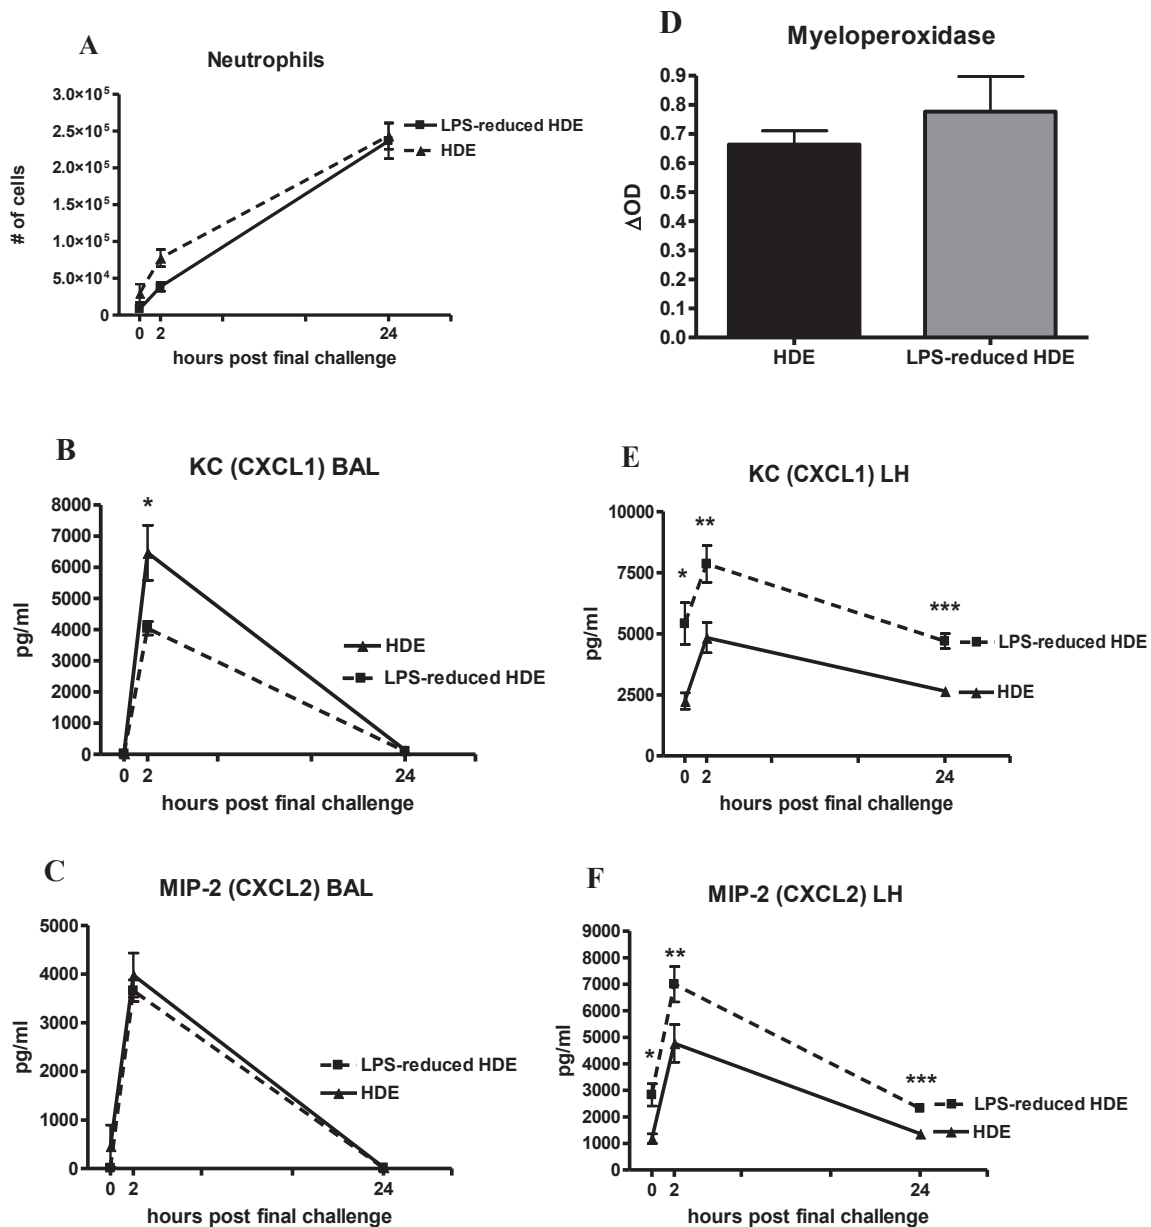 A
Neutrophils
3.0×10⁵
2.5×10⁵
2.0×10⁵
1.5×10⁵
1.0×10⁵
5.0×10⁴
0
# of cells
0 2 24
hours post final challenge
LPS-reduced HDE
HDE
D
Myeloperoxidase
0.9
0.8
0.7
0.6
0.5
0.4
0.3
0.2
0.1
0.0
ΔOD
HDE LPS-reduced HDE
B
KC (CXCL1) BAL
8000
7000
6000
5000
4000
3000
2000
1000
0
pg/ml
*
HDE
LPS-reduced HDE
0 2 24
hours post final challenge
E
KC (CXCL1) LH
10000
7500
5000
2500
0
pg/ml
*
**
***
LPS-reduced HDE
HDE
0 2 24
hours post final challenge
C
MIP-2 (CXCL2) BAL
5000
4000
3000
2000
1000
0
pg/ml
LPS-reduced HDE
HDE
0 2 24
hours post final challenge
F
MIP-2 (CXCL2) LH
9000
8000
7000
6000
5000
4000
3000
2000
1000
0
pg/ml
*
**
***
LPS-reduced HDE
HDE
0 2 24
hours post final challenge